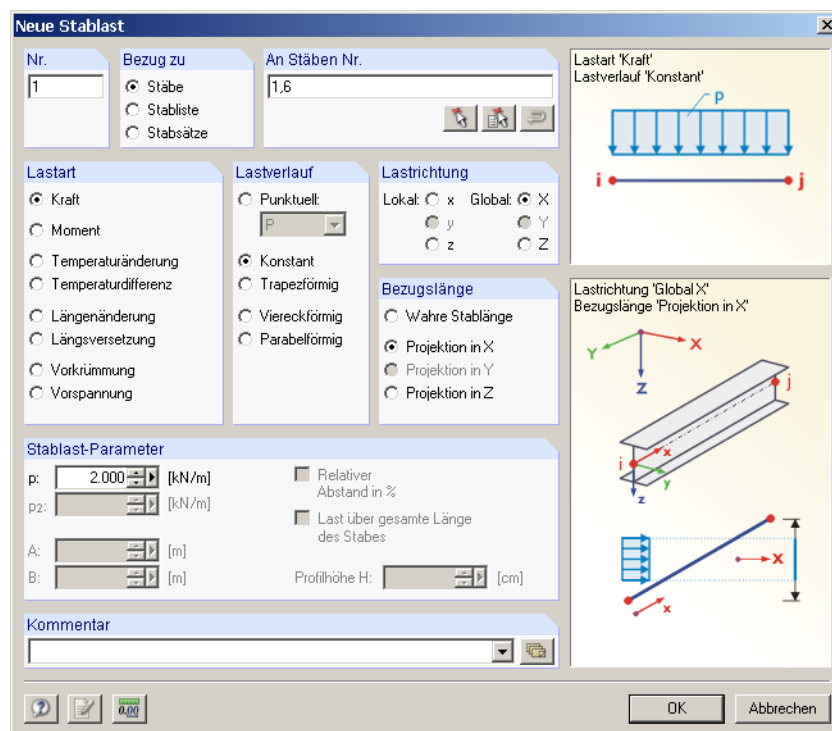 Neue Stablast
Nr.
1
Bezug zu
Stäbe
Stabliste
Stabsätze
An Stäben Nr.
1,6
Lastart
Kraft
Moment
Temperaturänderung
Temperaturdifferenz
Längenänderung
Längsversetzung
Vorkrümmung
Vorspannung
Lastverlauf
Punktuell:
P
Konstant
Trapezförmig
Viereckförmig
Parabelförmig
Lastrichtung
Lokal: x Global: X
y Y
z Z
Bezugslänge
Wahre Stablänge
Projektion in X
Projektion in Y
Projektion in Z
Stablast-Parameter
p: 2.000 [kN/m]
p2: [kN/m]
A: [m]
B: [m]
Relativer
Abstand in %
Last über gesamte Länge
des Stabes
Profilhöhe H: [cm]
Kommentar
Lastart 'Kraft'
Lastverlauf 'Konstant'
p
i j
Lastrichtung 'Global X'
Bezugslänge 'Projektion in X'
Y X
Z
j
x
i
y
z
X
x
0.00
OK Abbrechen